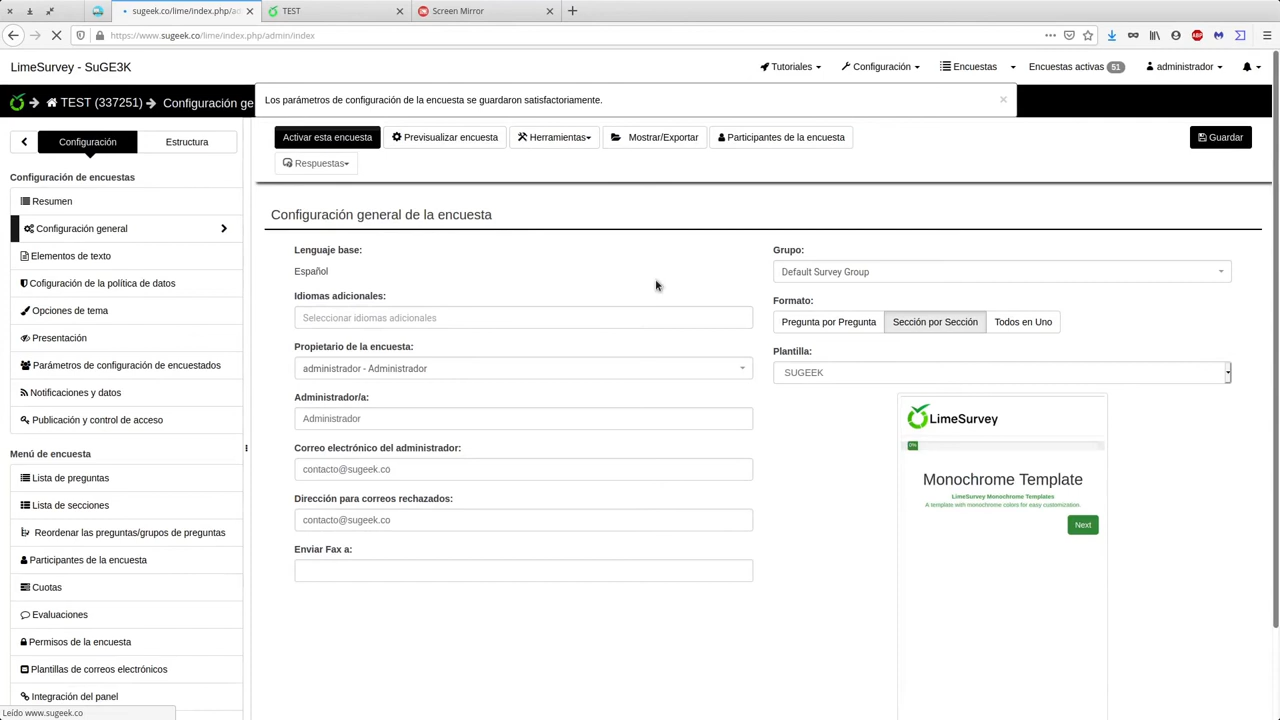 sugeek.co/lime/index.php/ad
TEST
Screen Mirror
https://www.sugeek.co/lime/index.php/admin/index
LimeSurvey - SuGE3K
Tutoriales
Configuración
Encuestas
Encuestas activas 51
administrador
TEST (337251)
Configuración ge
Los parámetros de configuración de la encuesta se guardaron satisfactoriamente.
Configuración
Estructura
Activar esta encuesta
Previsualizar encuesta
Herramientas
Mostrar/Exportar
Participantes de la encuesta
Guardar
Respuestas
Configuración de encuestas
Resumen
Configuración general
Elementos de texto
Cofiguración de la política de datos
Opciones de tema
Presentación
Parámetros de configuración de encuestados
Notificaciones y datos
Publicación y control de acceso
Menú de encuesta
Lista de preguntas
Lista de secciones
Reordenar las preguntas/grupos de preguntas
Participantes de la encuesta
Cuotas
Evaluaciones
Permisos de la encuesta
Plantillas de correos electrónicos
Integración del panel
Leído www.sugeek.co
Configuración general de la encuesta
Lenguaje base:
Español
Idiomas adicionales:
Seleccionar idiomas adicionales
Propietario de la encuesta:
administrador - Administrador
Administrador/a:
Administrador
Correo electrónico del administrador:
contacto@sugeek.co
Dirección para correos rechazados:
contacto@sugeek.co
Enviar Fax a:
Grupo:
Default Survey Group
Formato:
Pregunta por Pregunta
Sección por Sección
Todos en Uno
Plantilla:
SUGEEK
LimeSurvey
0%
Monochrome Template
LimeSurvey Monochrome Templates
A template with monochrome colors for easy customization.
Next